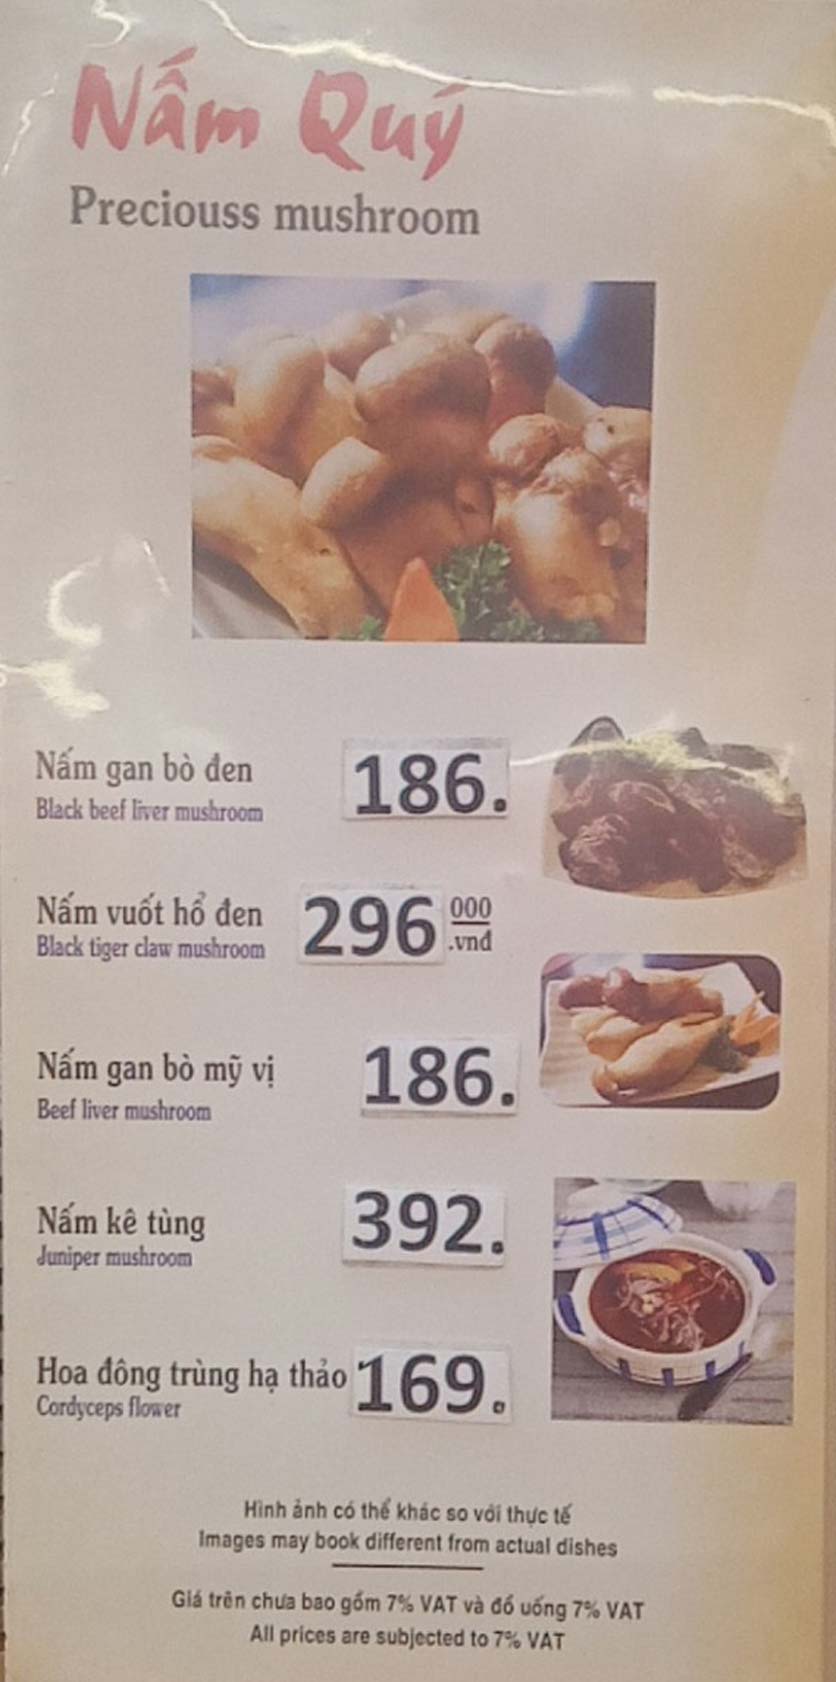 Nấm Quý
Preciouss mushroom
Nấm gan bò đen
Black beef liver mushroom
186.
Nấm vuốt hổ đen
Black tiger claw mushroom
296 000
.vnđ
Nấm gan bò mỹ vị
Beef liver mushroom
186.
Nấm kê tùng
Juniper mushroom
392.
Hoa đông trùng hạ thảo
Cordyceps flower
169.
Hình ảnh có thể khác so với thực tế
Images may book different from actual dishes
Giá trên chưa bao gồm 7% VAT và đồ uống 7% VAT
All prices are subjected to 7% VAT